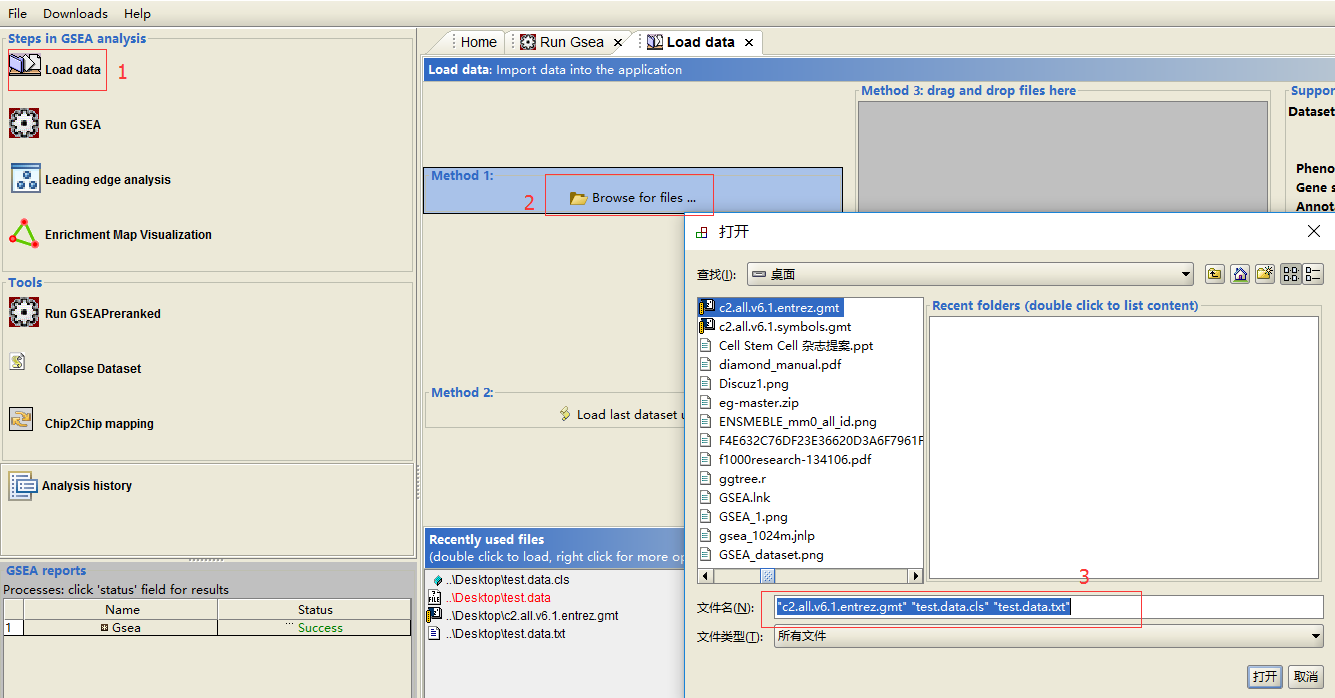 File Downloads Help
Steps in GSEA analysis
Load data
1
Run GSEA
Leading edge analysis
Enrichment Map Visualization
Tools
Run GSEAPreranked
Collapse Dataset
Chip2Chip mapping
Analysis history
GSEA reports
Processes: click 'status' field for results
Name Status
1 Gsea Success
Home Run Gsea Load data
Load data: Import data into the application
Method 1:
2
Browse for files ...
Method 3: drag and drop files here
Suppor
Dataset
Pheno
Gene s
Annota
Method 2:
Load last dataset u
Recently used files
(double click to load, right click for more op
..\Desktop\test.data.cls
..\Desktop\test.data
..\Desktop\c2.all.v6.1.entrez.gmt
..\Desktop\test.data.txt
打开
查找(I): 桌面
c2.all.v6.1.entrez.gmt
c2.all.v6.1.symbols.gmt
Cell Stem Cell 杂志提案.ppt
diamond_manual.pdf
Discuz1.png
eg-master.zip
ENSMEBLE_mm0_all_id.png
F4E632C76DF23E36620D3A6F7961F
f1000research-134106.pdf
ggtree.r
GSEA.lnk
GSEA_1.png
gsea_1024m.jnlp
GSEA_dataset.png
Recent folders (double click to list content)
3
文件名(N): "c2.all.v6.1.entrez.gmt" "test.data.cls" "test.data.txt"
文件类型(T): 所有文件
打开 取消